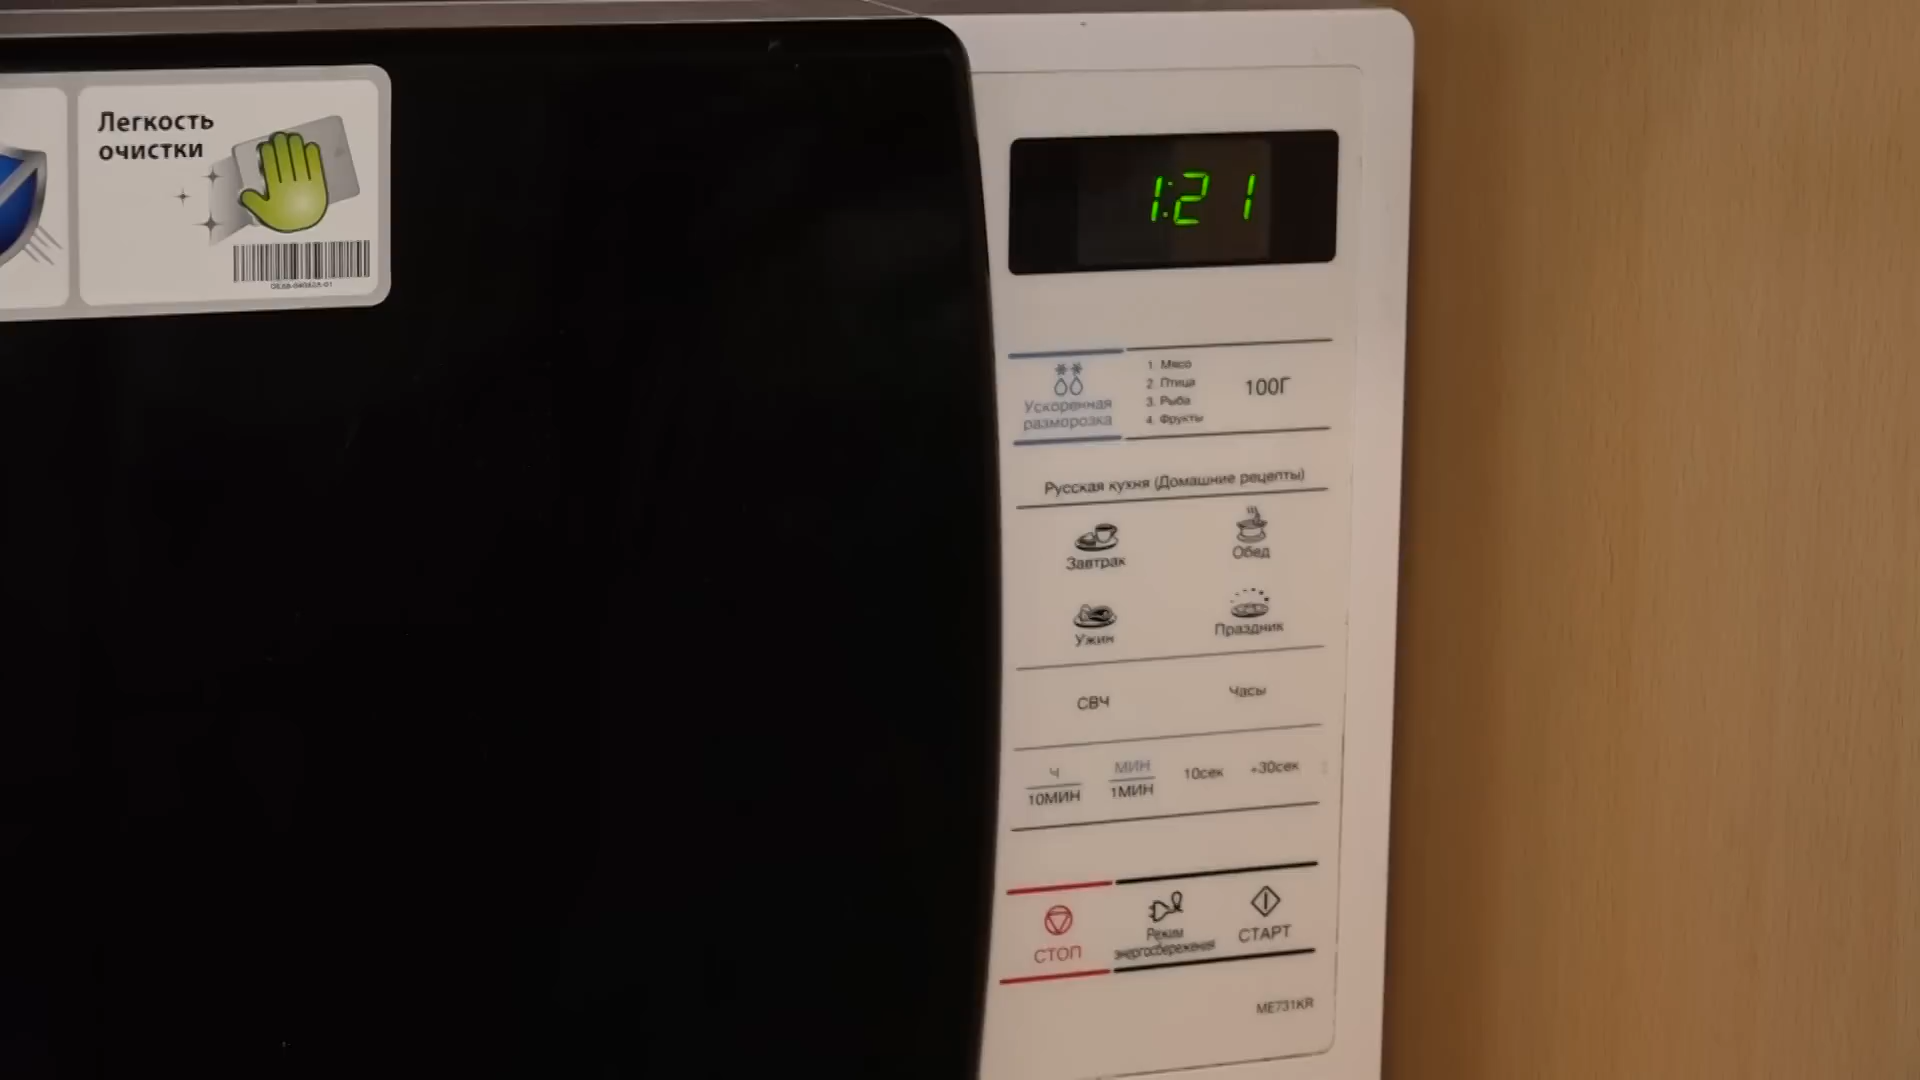 Легкость
очистки
1:21
Ускоренная
разморозка
1. Мясо
2. Птица
3. Рыба
4. Фрукты
100Г
Русская кухня (Домашние рецепты)
Завтрак
Обед
Ужин
Праздник
СВЧ
Часы
Ч
10МИН
МИН
1МИН
10сек
+30сек
СТОП
Режим
энергосбережения
СТАРТ
ME731KR